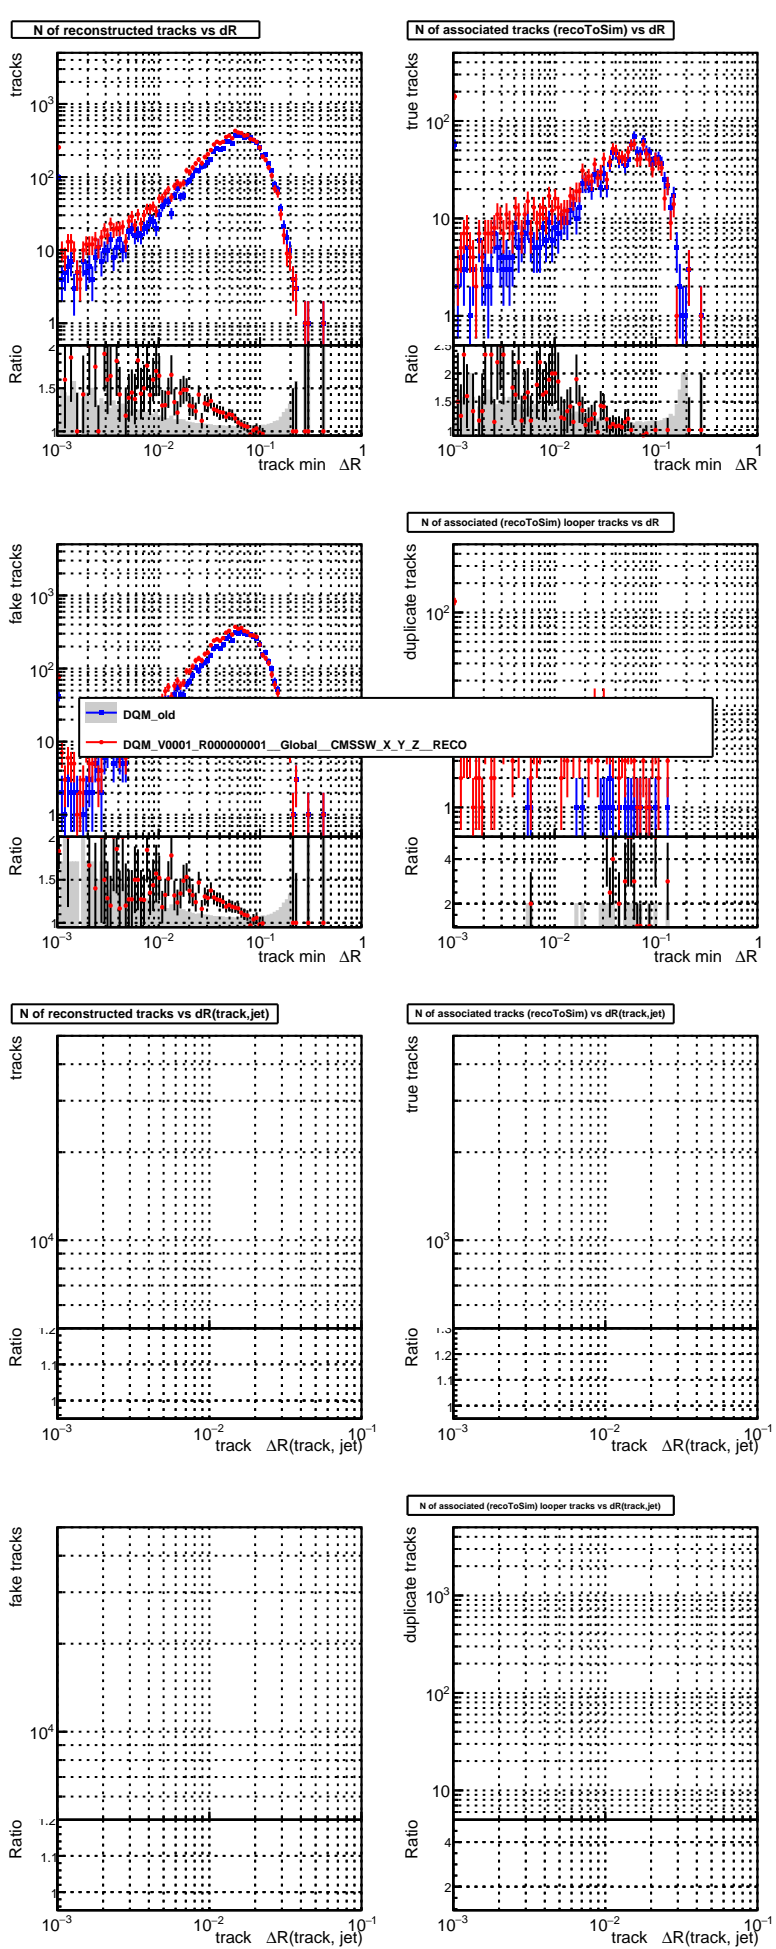 N of reconstructed tracks vs dR
tracks
10³
10²
10
1
Ratio
2
1.5
1
10⁻³ 10⁻² 10⁻¹ 1
track min ΔR
N of associated tracks (recoToSim) vs dR
true tracks
10²
10
1
Ratio
2.5
2
1.5
1
10⁻³ 10⁻² 10⁻¹ 1
track min ΔR
fake tracks
10³
10²
10
1
Ratio
2
1.5
1
10⁻³ 10⁻² 10⁻¹ 1
track min ΔR
N of associated (recoToSim) looper tracks vs dR
duplicate tracks
10²
1
Ratio
4
2
10⁻³ 10⁻² 10⁻¹ 1
track min ΔR
DQM_old
DQM_V0001_R000000001__Global__CMSSW_X_Y_Z__RECO
N of reconstructed tracks vs dR(track,jet)
tracks
10⁴
Ratio
1.2
1.1
1
10⁻³ 10⁻² 10⁻¹
track ΔR(track, jet)
N of associated tracks (recoToSim) vs dR(track,jet)
true tracks
10³
Ratio
1.3
1.2
1.1
1
10⁻³ 10⁻² 10⁻¹
track ΔR(track, jet)
fake tracks
10⁴
Ratio
1.2
1.1
1
10⁻³ 10⁻² 10⁻¹
track ΔR(track, jet)
N of associated (recoToSim) looper tracks vs dR(track,jet)
duplicate tracks
10³
10²
10
Ratio
4
2
10⁻³ 10⁻² 10⁻¹
track ΔR(track, jet)